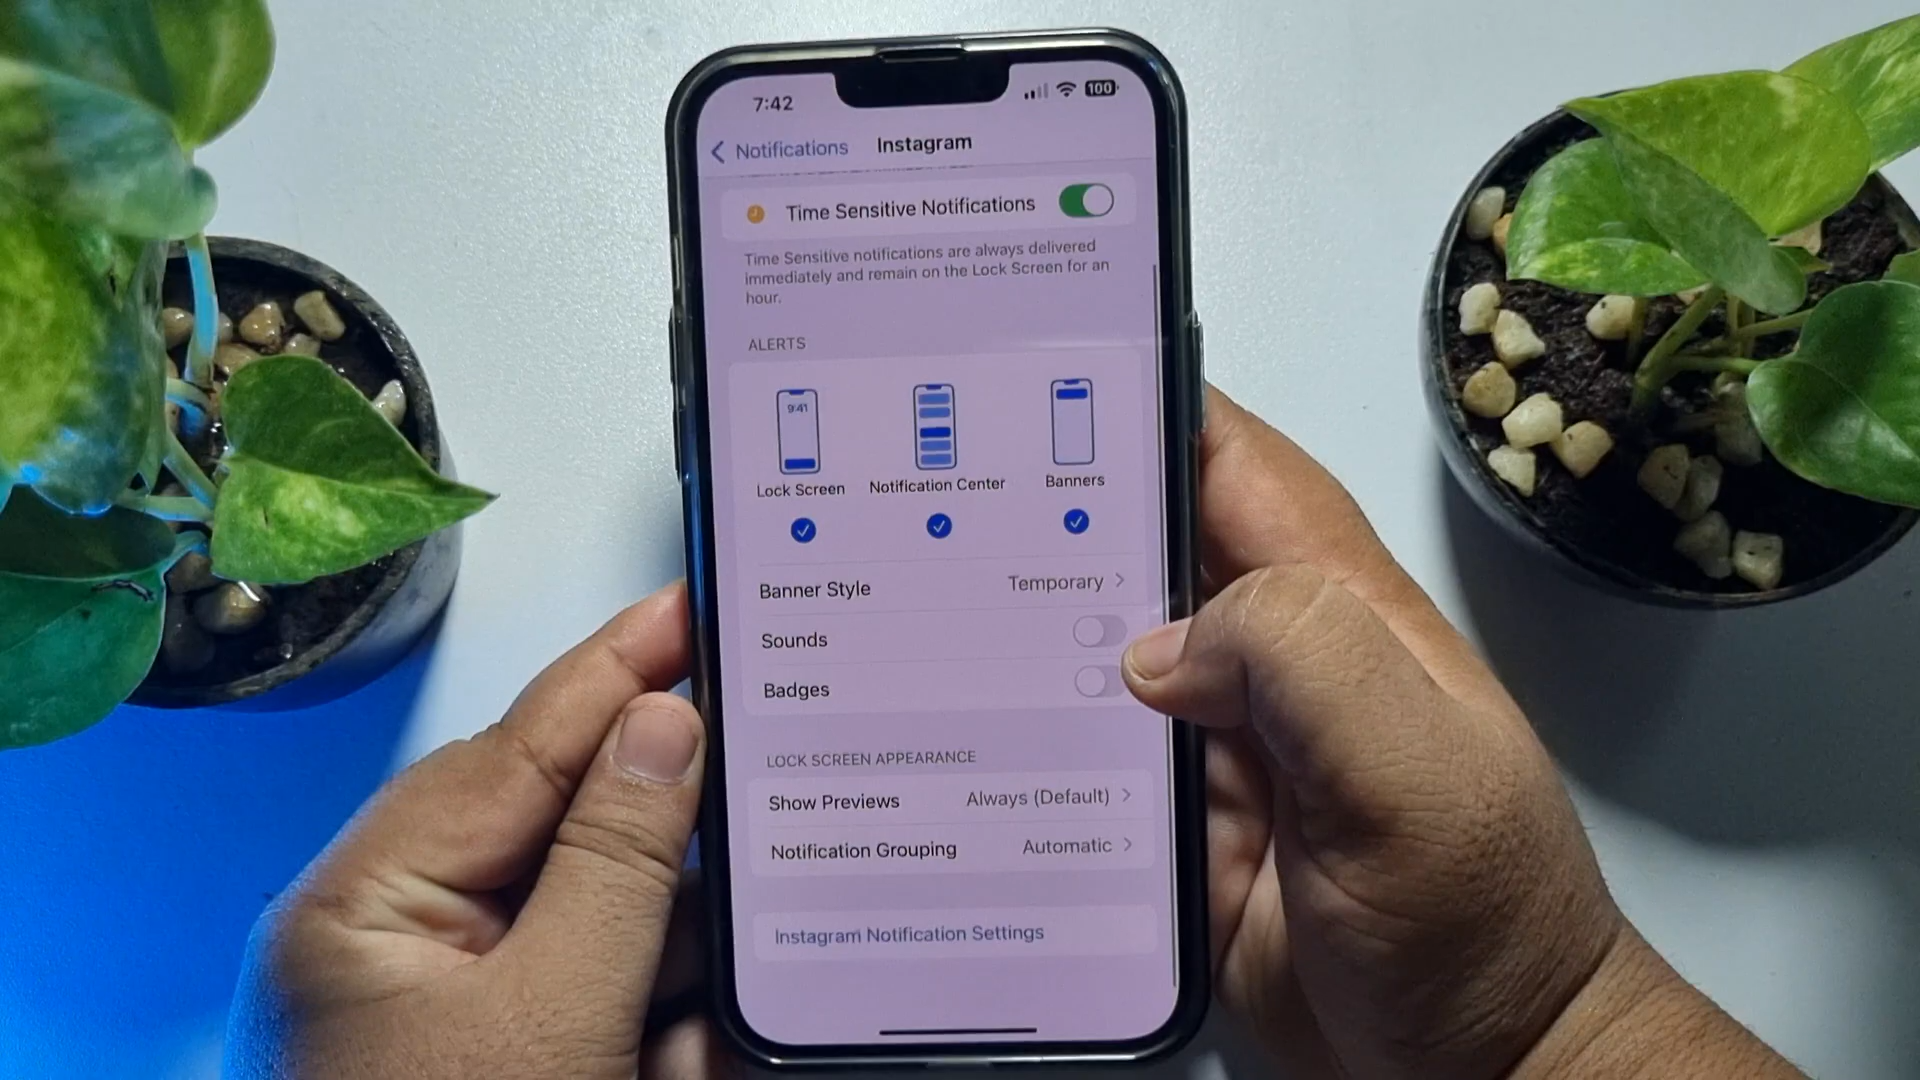 7:42
100
Notifications
Instagram
Time Sensitive Notifications
Time Sensitive notifications are always delivered
immediately and remain on the Lock Screen for an
hour.
ALERTS
9:41
Lock Screen
Notification Center
Banners
Banner Style
Temporary
Sounds
Badges
LOCK SCREEN APPEARANCE
Show Previews
Always (Default)
Notification Grouping
Automatic
Instagram Notification Settings